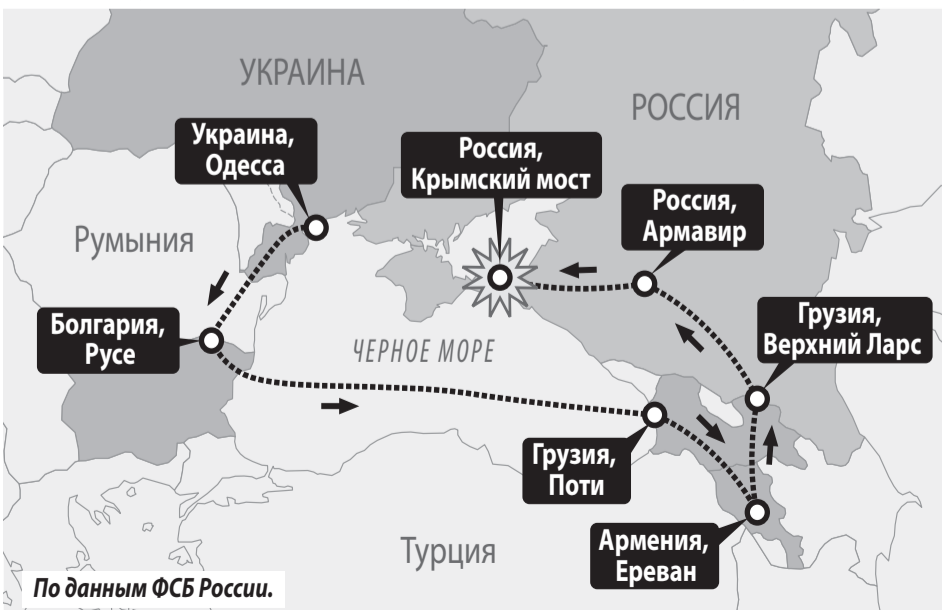 УКРАИНА
РОССИЯ
Украина,
Одесса
Россия,
Крымский мост
Россия,
Армавир
Румыния
Болгария,
Русе
ЧЕРНОЕ МОРЕ
Грузия,
Верхний Ларс
Грузия,
Поти
Турция
Армения,
Ереван
По данным ФСБ России.